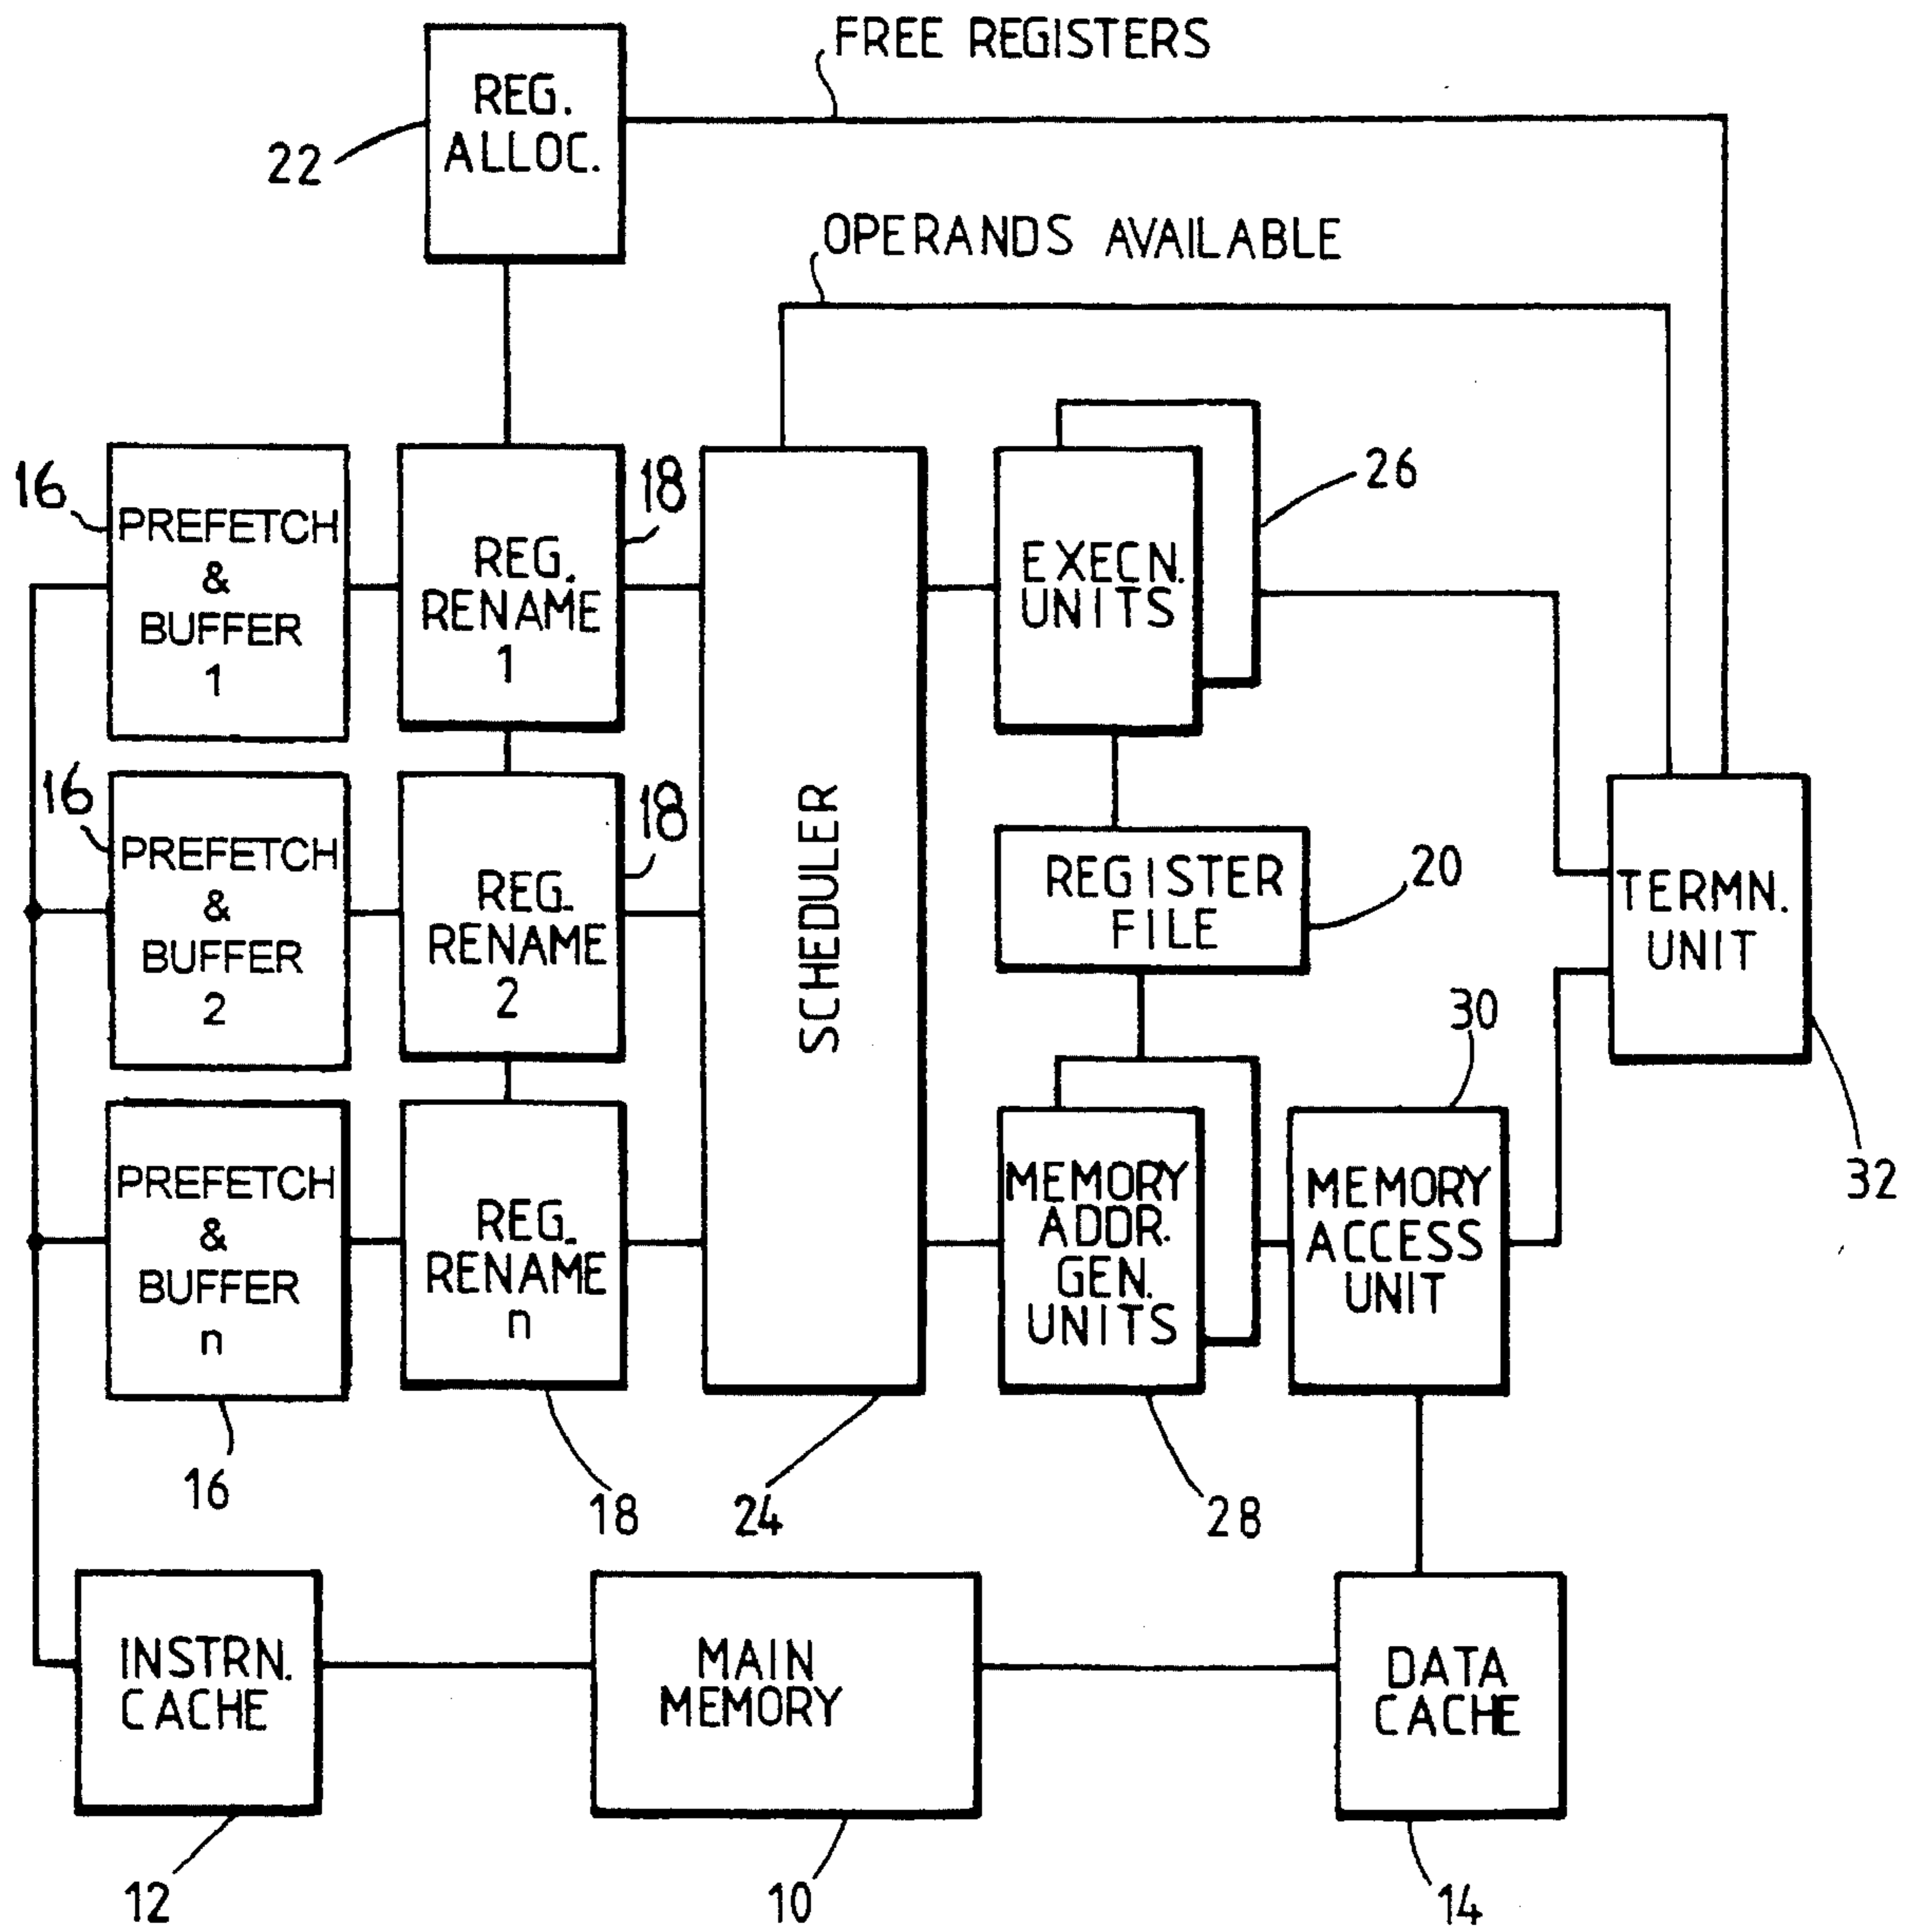 FREE REGISTERS
REG.
ALLOC.
22
OPERANDS AVAILABLE
16
PREFETCH
&
BUFFER
1
18
REG.
RENAME
1
26
EXECN.
UNITS
16
PREFETCH
&
BUFFER
2
18
REG.
RENAME
2
SCHEDULER
REGISTER
FILE
20
TERMN.
UNIT
32
30
PREFETCH
&
BUFFER
n
REG.
RENAME
n
MEMORY
ADDR.
GEN.
UNITS
MEMORY
ACCESS
UNIT
16
18
24
28
INSTRN.
CACHE
MAIN
MEMORY
DATA
CACHE
12
10
14